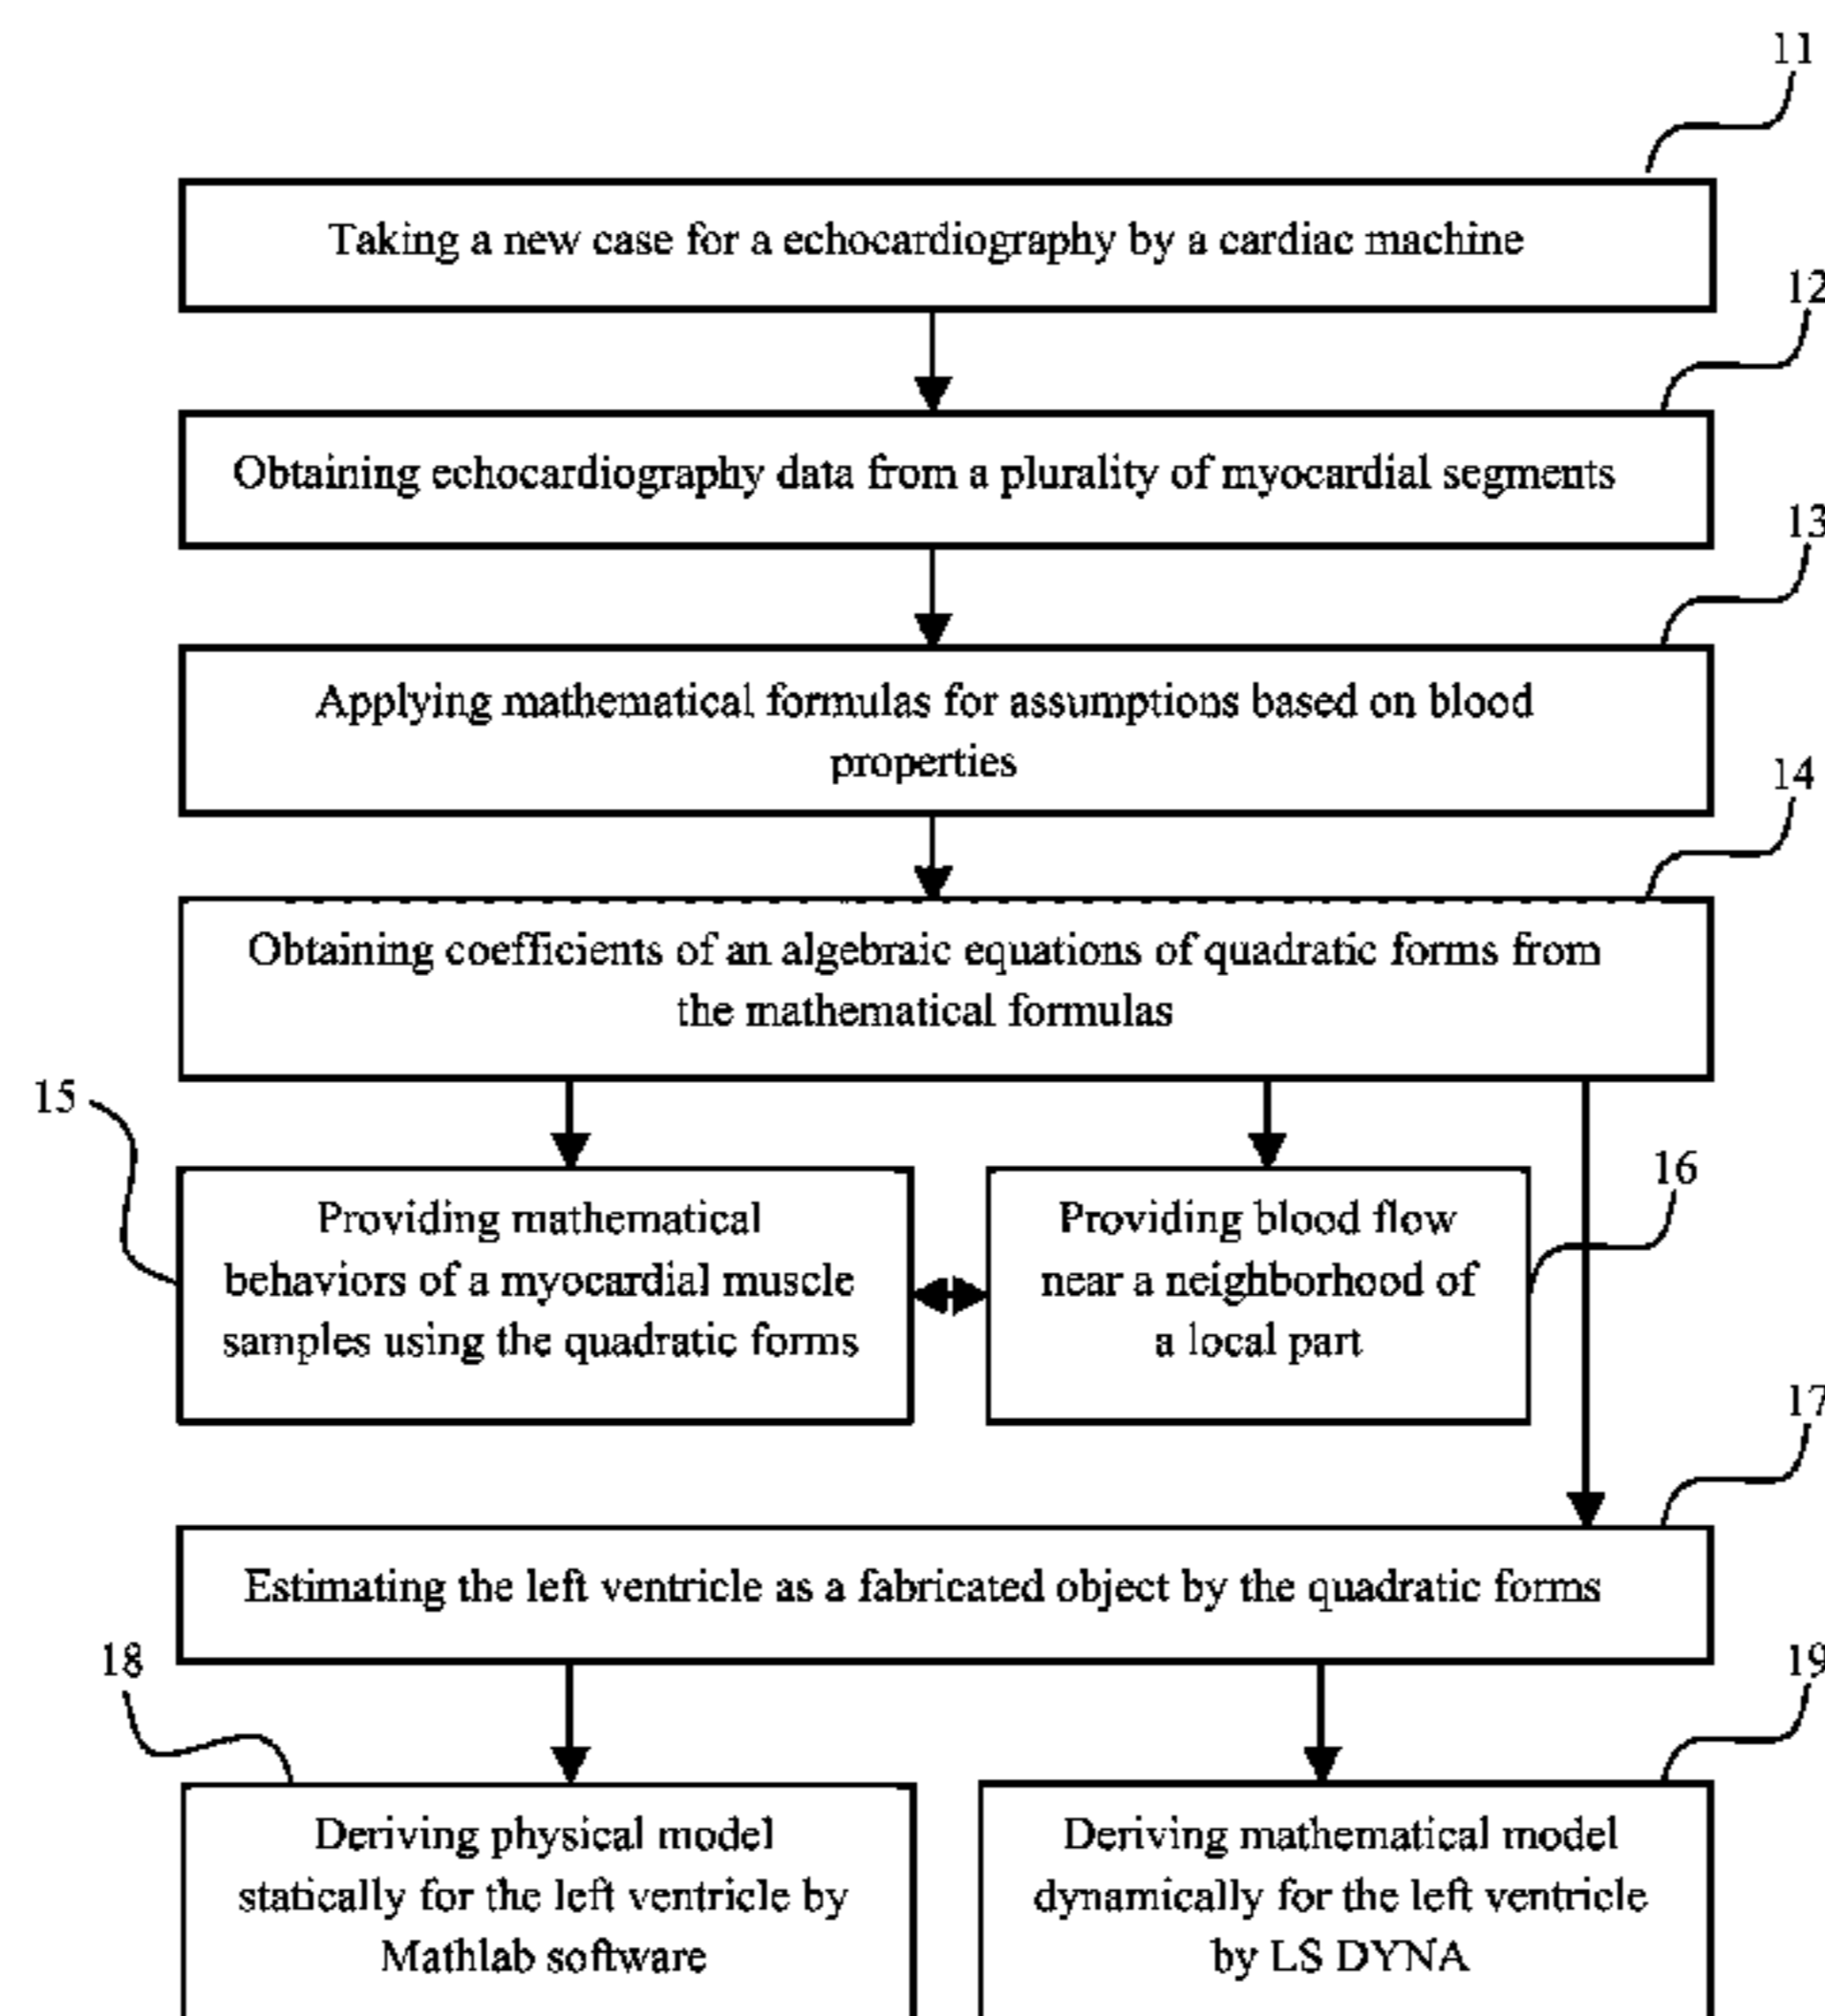 11
Taking a new case for a echocardiography by a cardiac machine
12
Obtaining echocardiography data from a plurality of myocardial segments
13
Applying mathematical formulas for assumptions based on blood
properties
14
Obtaining coefficients of an algebraic equations of quadratic forms from
the mathematical formulas
15
Providing mathematical
behaviors of a myocardial muscle
samples using the quadratic forms
16
Providing blood flow
near a neighborhood of
a local part
17
Estimating the left ventricle as a fabricated object by the quadratic forms
18
Deriving physical model
statically for the left ventricle by
Mathlab software
19
Deriving mathematical model
dynamically for the left ventricle
by LS DYNA